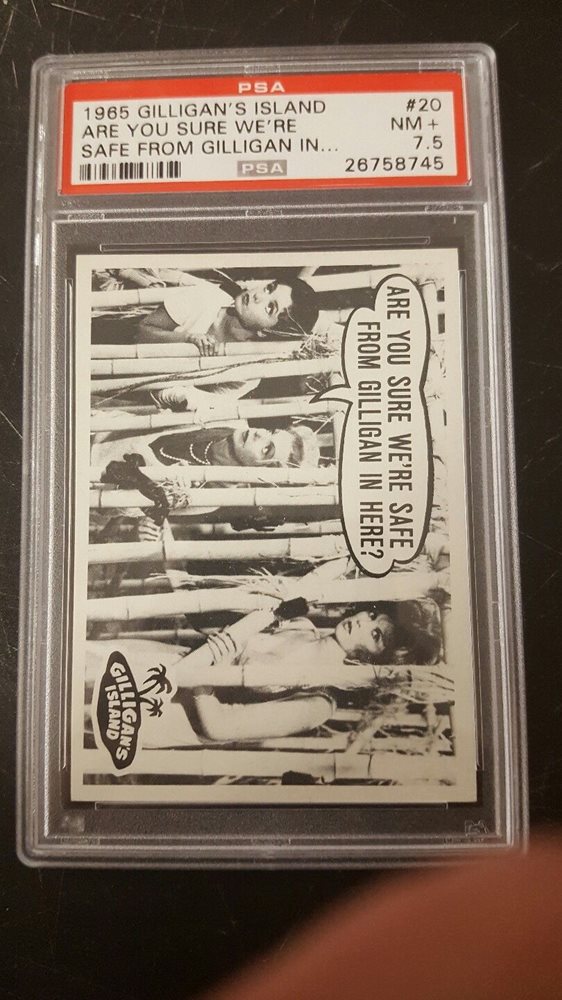 PSA
1965 GILLIGAN'S ISLAND #20
ARE YOU SURE WE'RE NM +
SAFE FROM GILLIGAN IN... 7.5
PSA 26758745
ARE YOU SURE WE'RE SAFE
FROM GILLIGAN IN HERE?
GILLIGAN'S
ISLAND